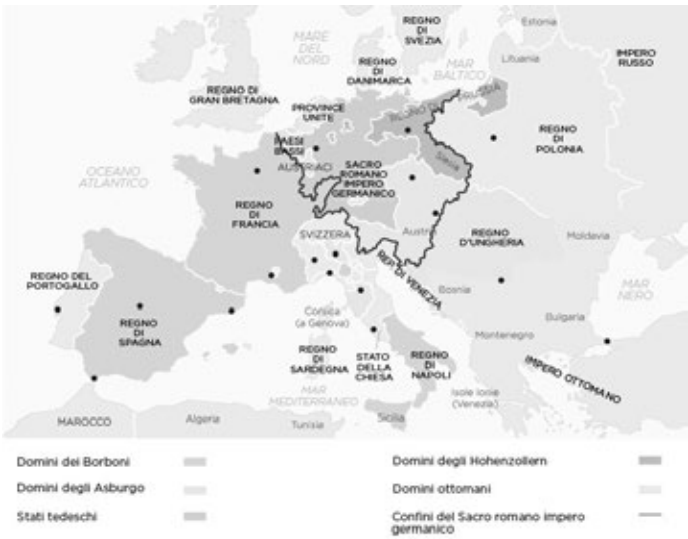 REGNO
DI
SVEZIA
Estonia
MARE
DEL
NORD
REGNO
DI
DANIMARCA
MAR
BALTICO
Lituania
IMPERO
RUSSO
REGNO DI
GRAN BRETAGNA
PROVINCE
UNITE
REGNO DI PRUSSIA
PAESI
BASSI
AUSTRIACI
REGNO
DI
POLONIA
OCEANO
ATLANTICO
SACRO
ROMANO
IMPERO
GERMANICO
Slesia
REGNO
DI
FRANCIA
SVIZZERA
Austria
REGNO
D'UNGHERIA
Moldavia
REP. DI VENEZIA
REGNO DEL
PORTOGALLO
MAR
NERO
Bosnia
REGNO
DI
SPAGNA
Corsica
(a Genova)
Bulgaria
Montenegro
REGNO
DI
SARDEGNA
STATO
DELLA
CHIESA
REGNO
DI
NAPOLI
IMPERO OTTOMANO
MAR
MEDITERRANEO
Isole Ionie
(Venezia)
MAROCCO
Algeria
Tunisia
Sicilia
Domini dei Borboni
Domini degli Asburgo
Stati tedeschi
Domini degli Hohenzollern
Domini ottomani
Confini del Sacro romano impero
germanico